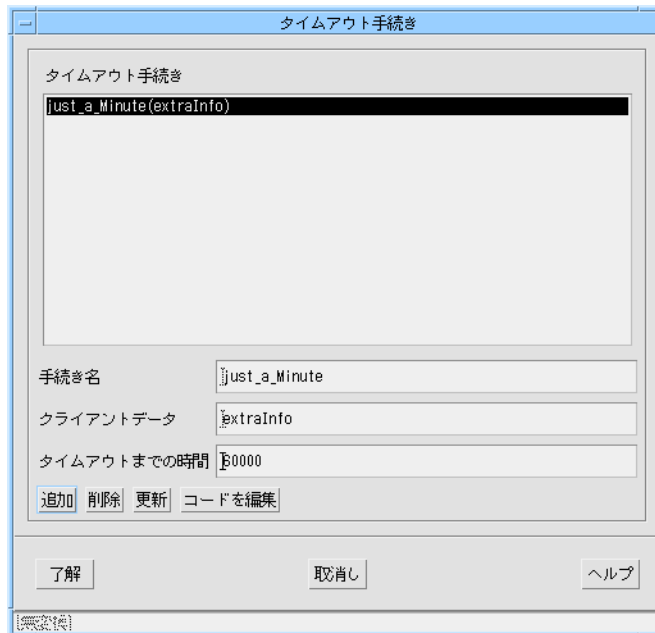 タイムアウト手続き
タイムアウト手続き
just_a_Minute(extraInfo)
手続き名 just_a_Minute
クライアントデータ extraInfo
タイムアウトまでの時間 60000
追加 削除 更新 コードを編集
了解 取消し ヘルプ